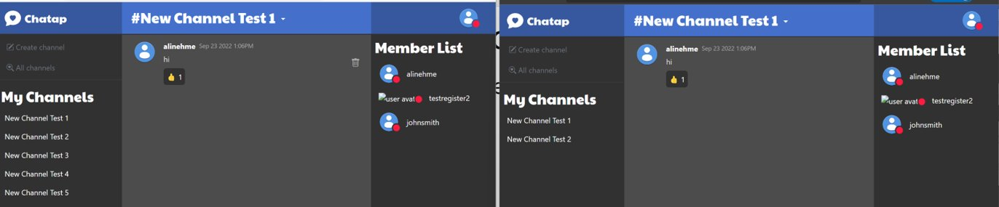 Chatap
#New Channel Test 1
Create channel
All channels
My Channels
New Channel Test 1
New Channel Test 2
New Channel Test 3
New Channel Test 4
New Channel Test 5
alinehme Sep 23 2022 1:06PM
hi
👍 1
Member List
alinehme
user avat testregister2
johnsmith
Chatap
#New Channel Test 1
Create channel
All channels
My Channels
New Channel Test 1
New Channel Test 2
alinehme Sep 23 2022 1:06PM
hi
👍 1
Member List
alinehme
user avat testregister2
johnsmith